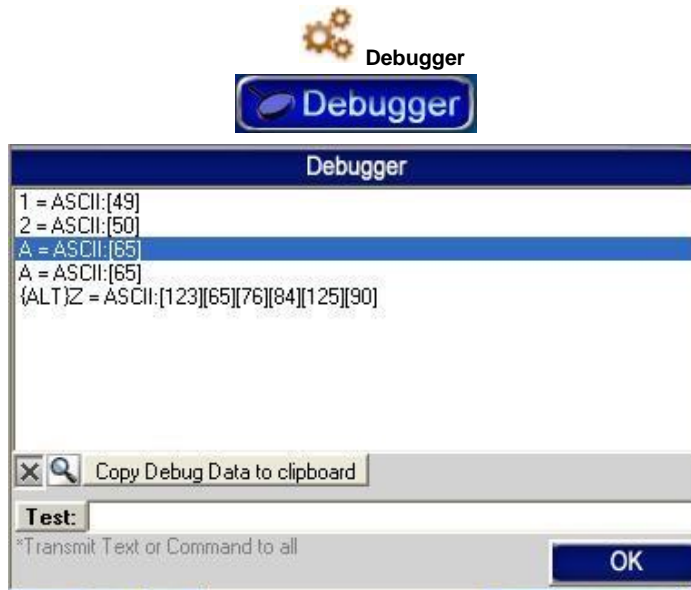 Debugger
Debugger
Debugger
1 = ASCII:[49]
2 = ASCII:[50]
A = ASCII:[65]
A = ASCII:[65]
{ALT}Z = ASCII:[123][65][76][84][125][90]
Copy Debug Data to clipboard
Test:
*Transmit Text or Command to all
OK